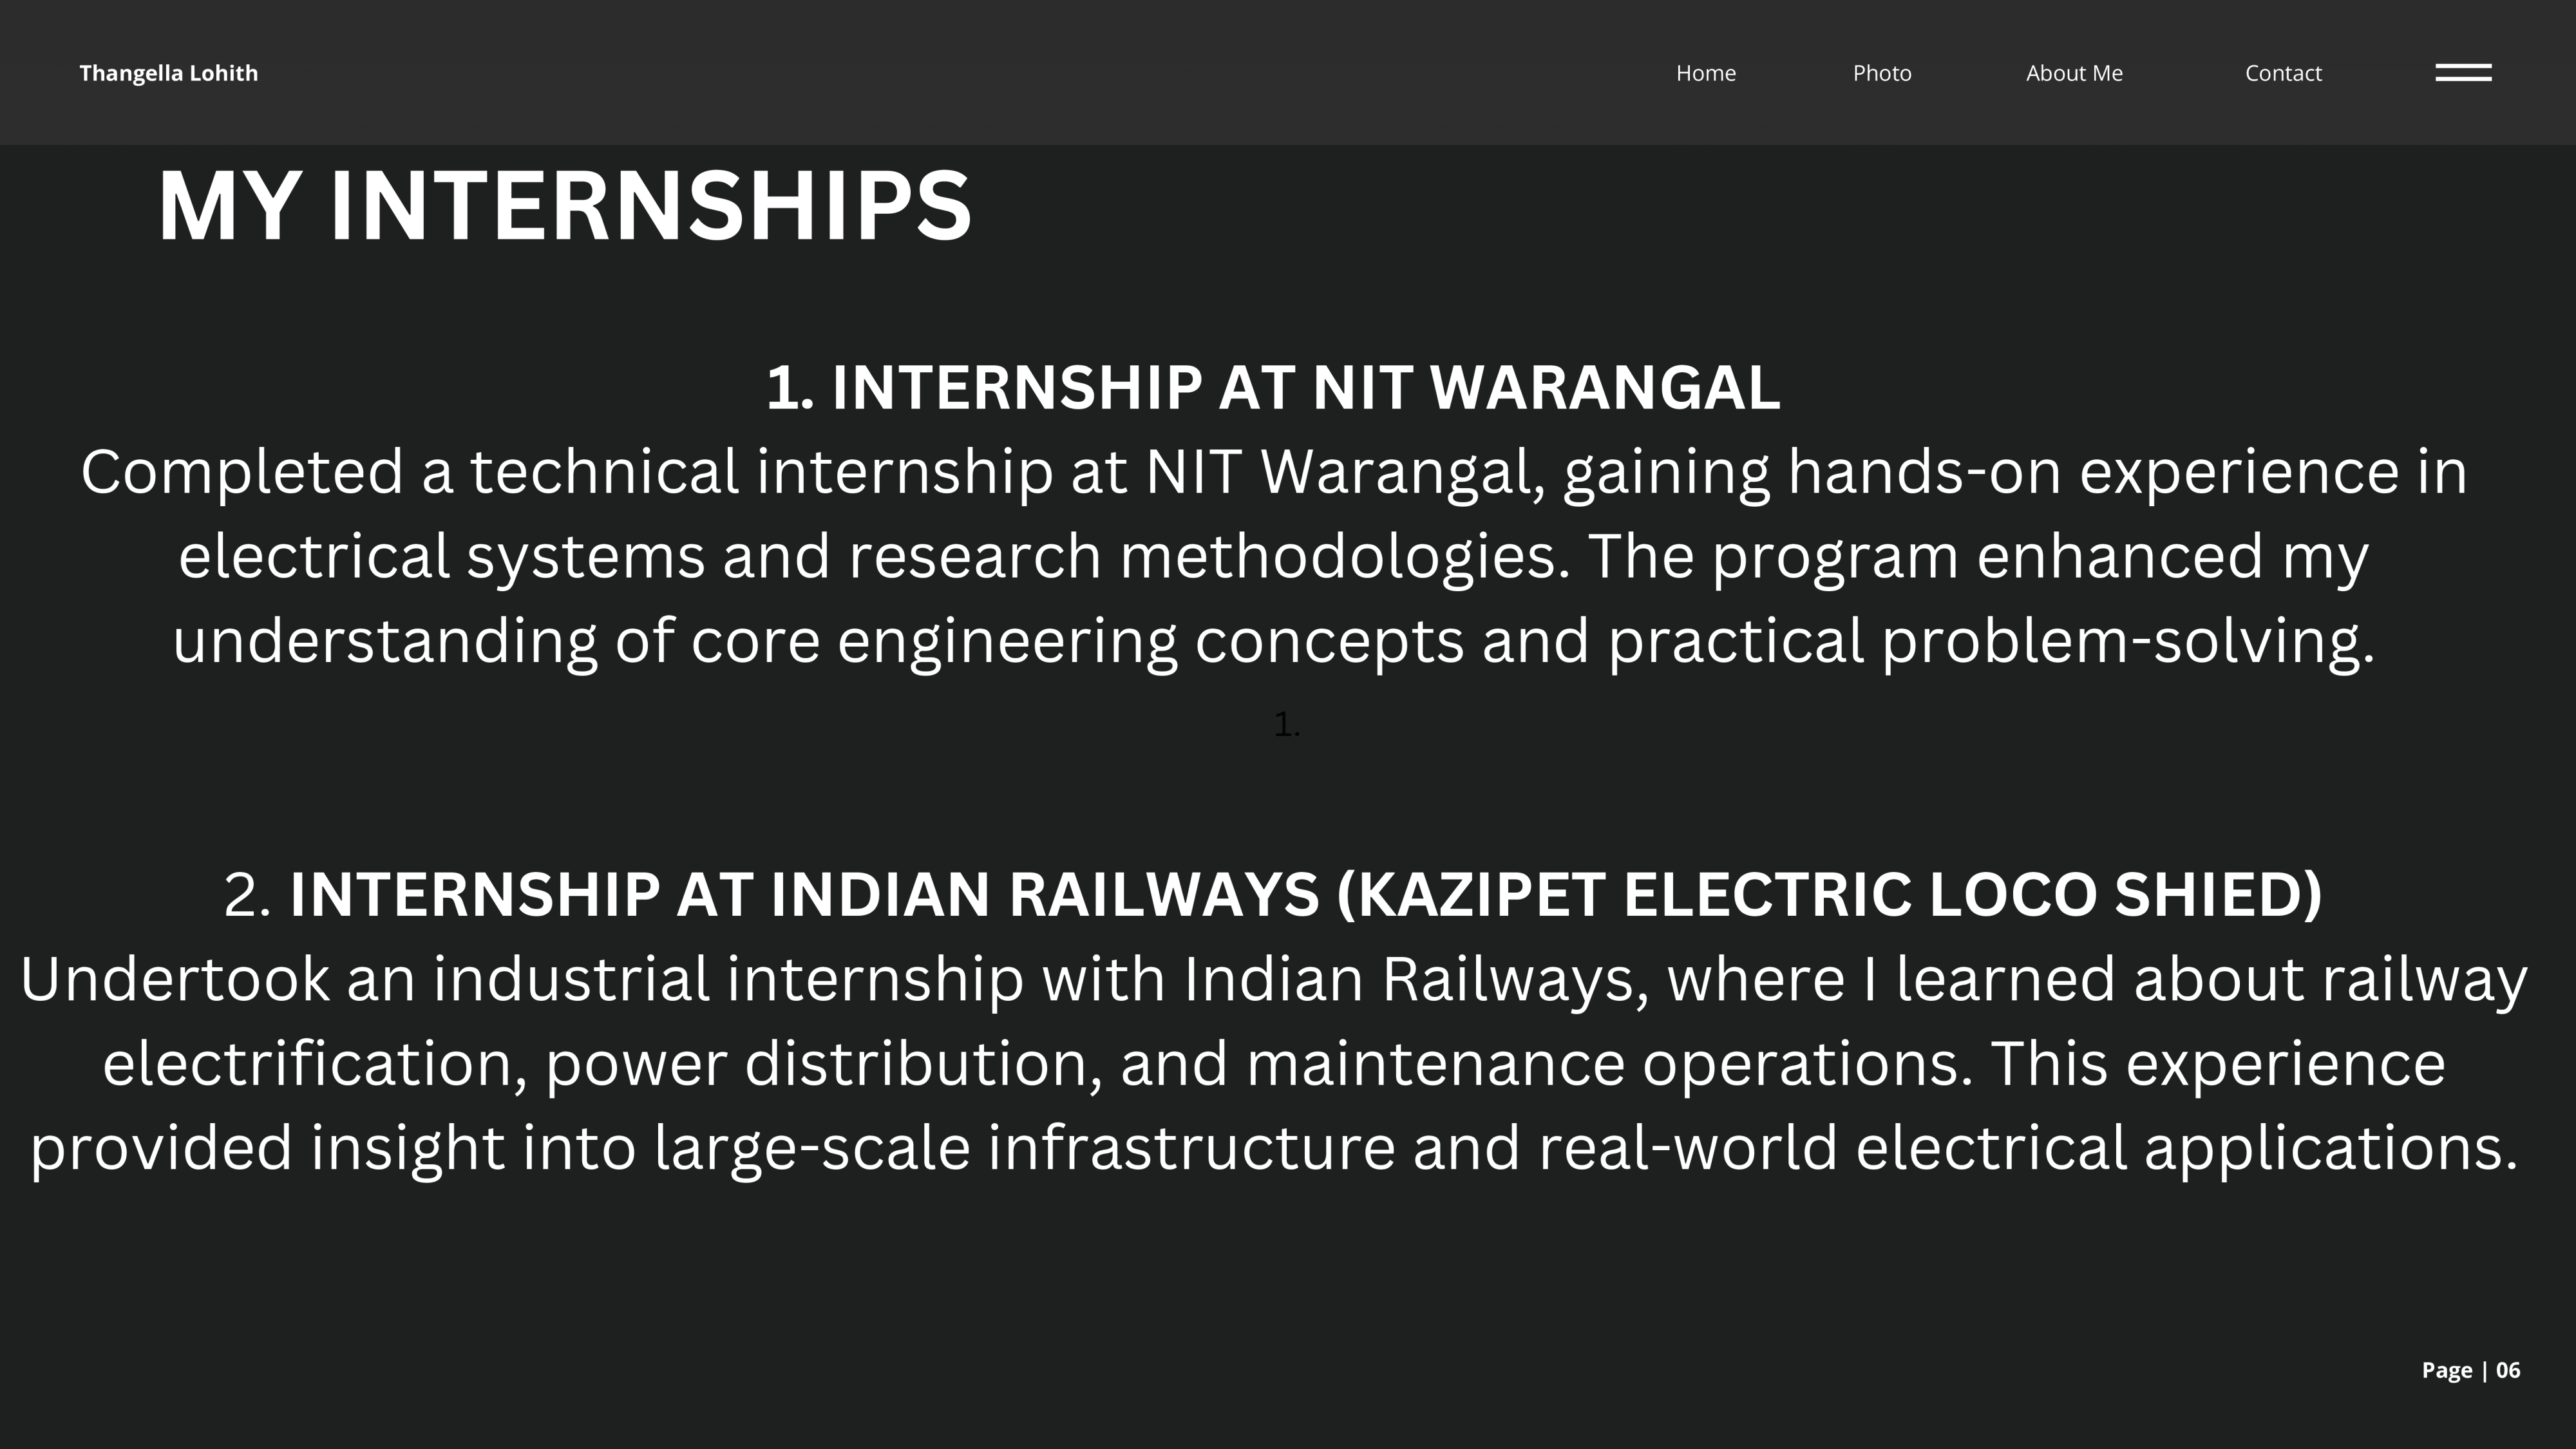 Thangella Lohith
Home Photo About Me Contact
MY INTERNSHIPS
1. INTERNSHIP AT NIT WARANGAL
Completed a technical internship at NIT Warangal, gaining hands-on experience in
electrical systems and research methodologies. The program enhanced my
understanding of core engineering concepts and practical problem-solving.
1.
2. INTERNSHIP AT INDIAN RAILWAYS (KAZIPET ELECTRIC LOCO SHIED)
Undertook an industrial internship with Indian Railways, where I learned about railway
electrification, power distribution, and maintenance operations. This experience
provided insight into large-scale infrastructure and real-world electrical applications.
Page | 06